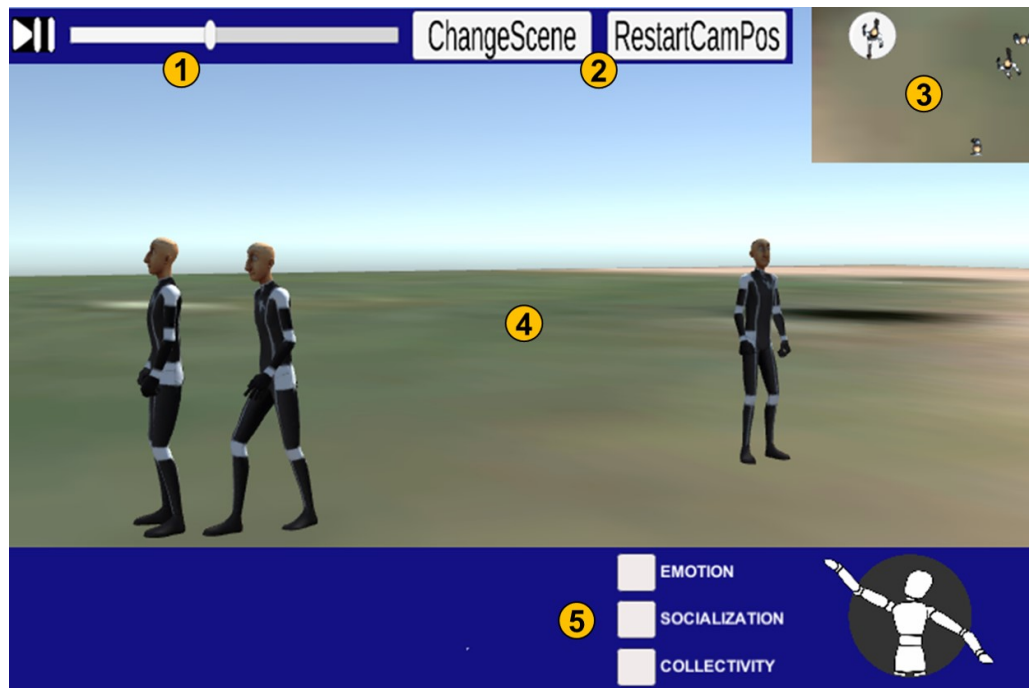 ChangeScene RestartCamPos
1
2
3
4
EMOTION
5 SOCIALIZATION
COLLECTIVITY